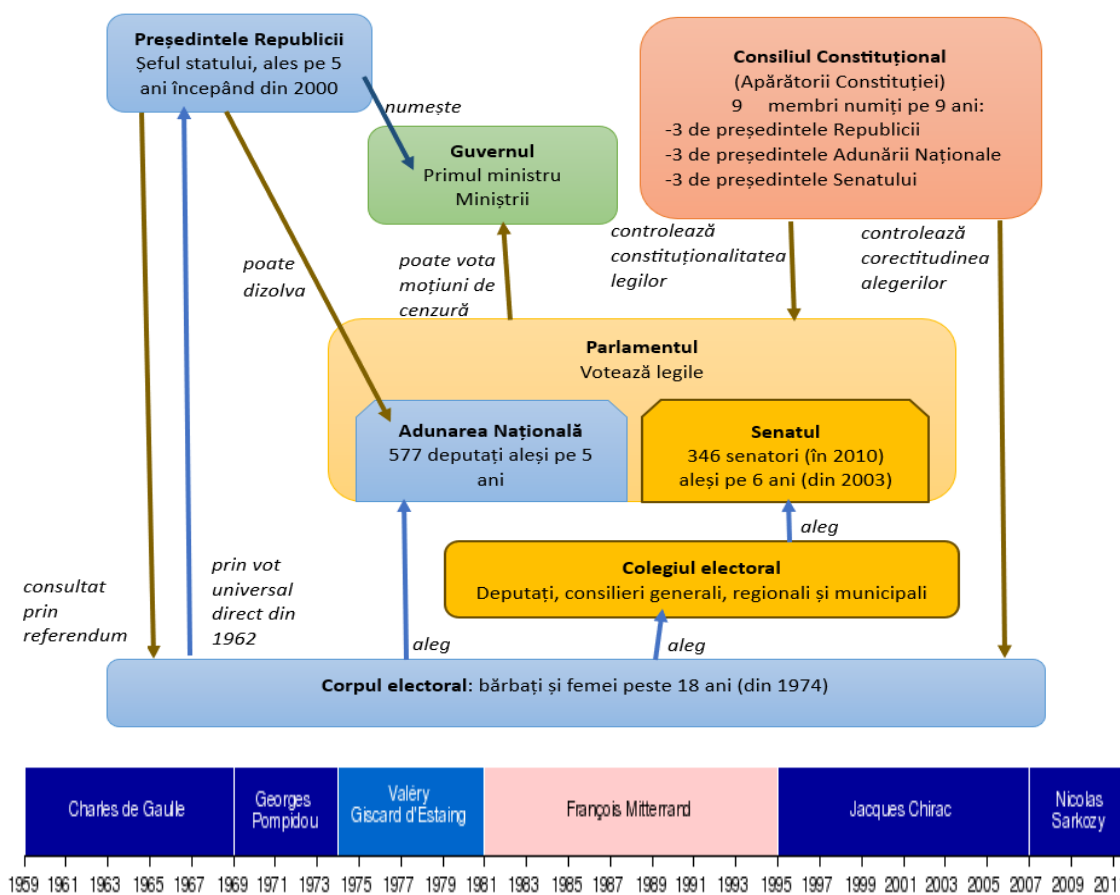 Președintele Republicii
Șeful statului, ales pe 5
ani începând din 2000
Consiliul Constituțional
(Apărătorii Constituției)
9 membri numiți pe 9 ani:
-3 de președintele Republicii
-3 de președintele Adunării Naționale
-3 de președintele Senatului
numește
Guvernul
Primul ministru
Miniștrii
poate
dizolva
poate vota
moțiuni de
cenzură
controlează
constituționalitatea
legilor
controlează
corectitudinea
alegerilor
Parlamentul
Votează legile
Adunarea Națională
577 deputați aleși pe 5
ani
Senatul
346 senatori (în 2010)
aleși pe 6 ani (din 2003)
aleg
Colegiul electoral
Deputați, consilieri generali, regionali și municipali
consultat
prin
referendum
prin vot
universal
direct din
1962
aleg
aleg
Corpul electoral: bărbați și femei peste 18 ani (din 1974)
Charles de Gaulle
Georges
Pompidou
Valéry
Giscard d'Estaing
François Mitterrand
Jacques Chirac
Nicolas
Sarkozy
1959 1961 1963 1965 1967 1969 1971 1973 1975 1977 1979 1981 1983 1985 1987 1989 1991 1993 1995 1997 1999 2001 2003 2005 2007 2009